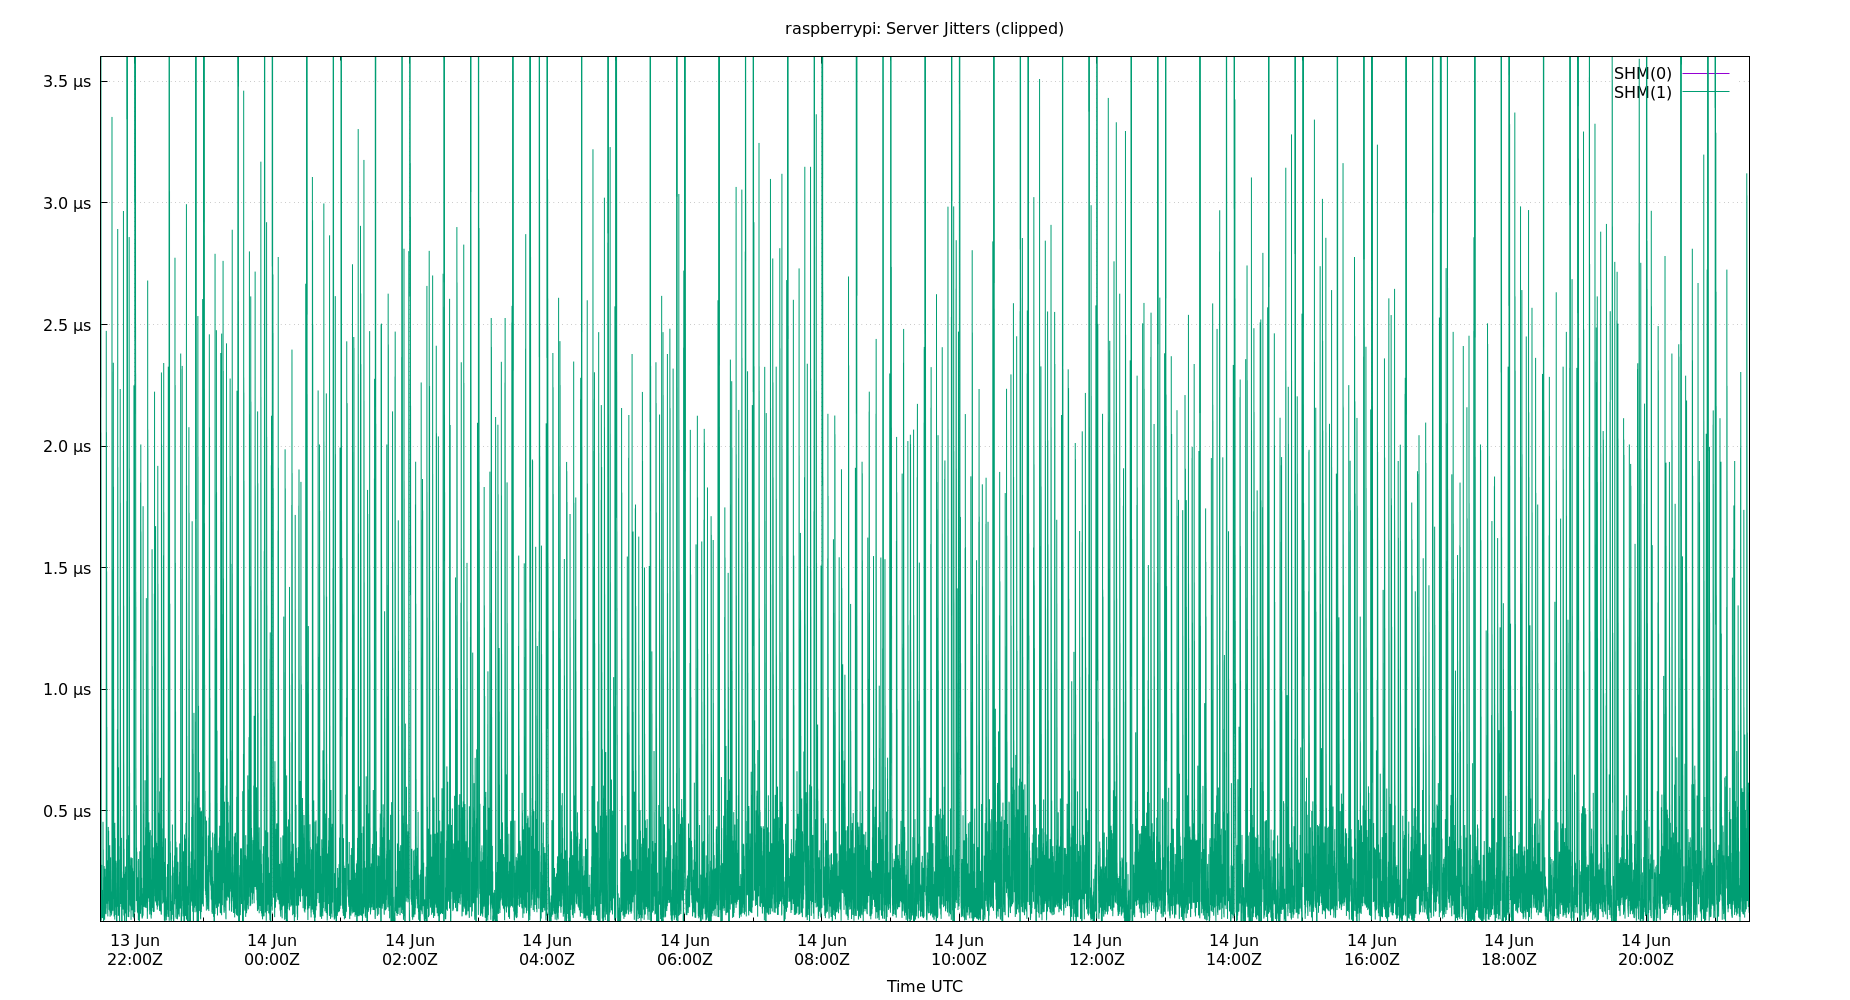 raspberrypi: Server Jitters (clipped)
SHM(0)
SHM(1)
3.5 µs
3.0 µs
2.5 µs
2.0 µs
1.5 µs
1.0 µs
0.5 µs
13 Jun 14 Jun 14 Jun 14 Jun 14 Jun 14 Jun 14 Jun 14 Jun 14 Jun 14 Jun 14 Jun 14 Jun
22:00Z 00:00Z 02:00Z 04:00Z 06:00Z 08:00Z 10:00Z 12:00Z 14:00Z 16:00Z 18:00Z 20:00Z
Time UTC